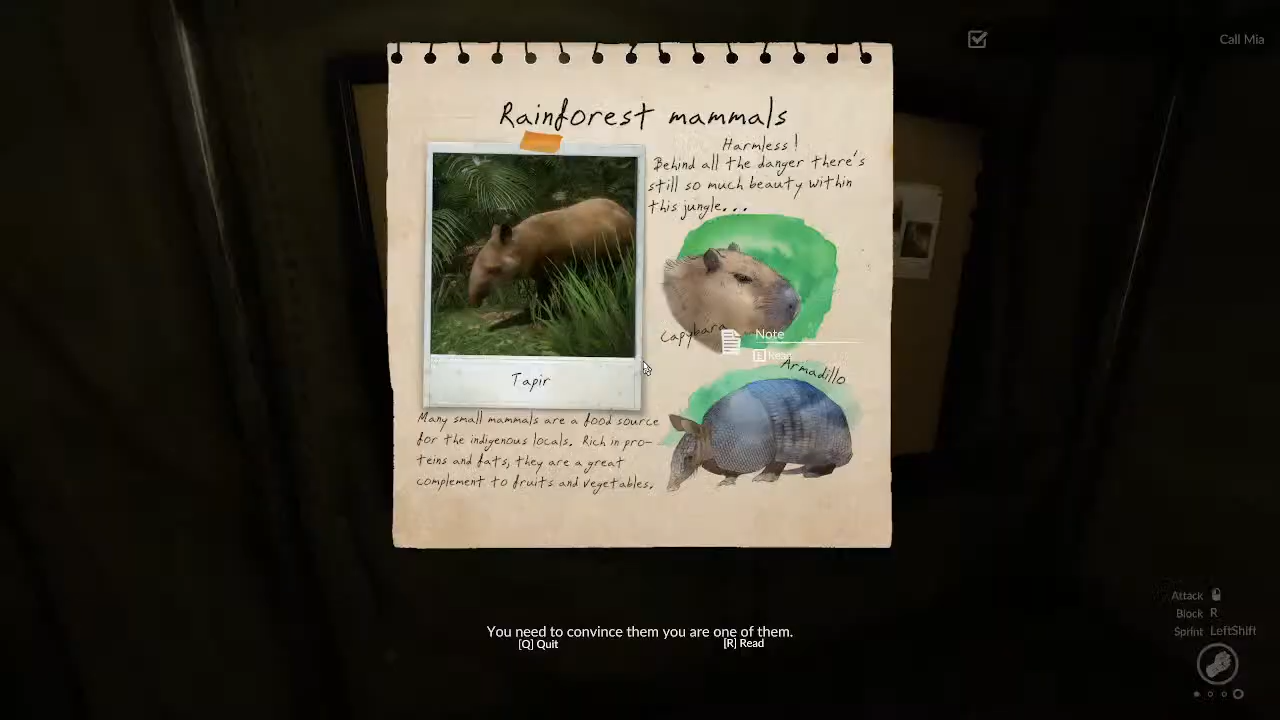 Call Mia
Rainforest mammals
Harmless!
Behind all the danger there's
still so much beauty within
this jungle...
Capybara
Note
[E] Read
Armadillo
Tapir
Many small mammals are a food source
for the indigenous locals. Rich in pro-
teins and fats, they are a great
complement to fruits and vegetables.
Attack
Block R
Sprint LeftShift
You need to convince them you are one of them.
[Q] Quit
[R] Read